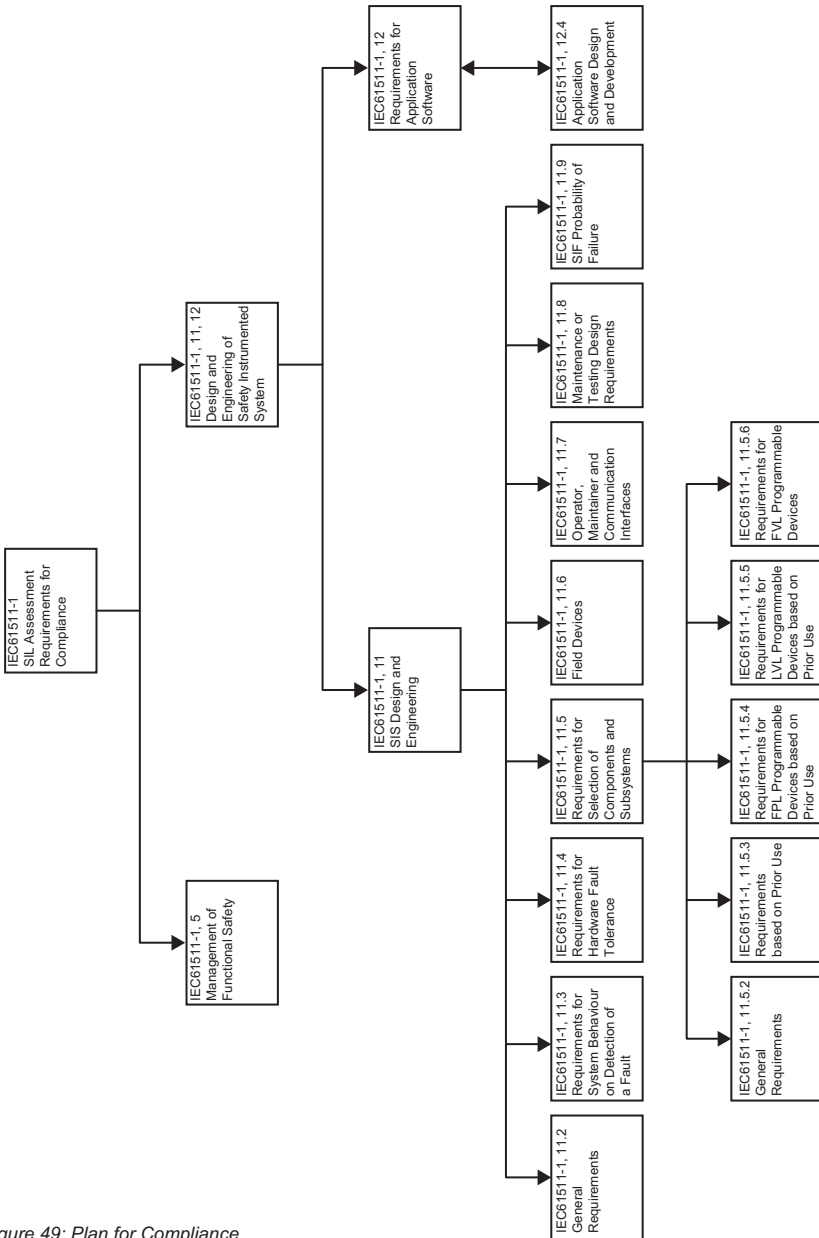 IEC61511-1
SIL Assessment
Requirements for
Compliance
IEC61511-1, 5
Management of
Functional Safety
IEC61511-1, 11, 12
Design and
Engineering of
Safety Instrumented
System
IEC61511-1, 11
SIS Design and
Engineering
IEC61511-1, 12
Requirements for
Application
Software
IEC61511-1, 11.2
General
Requirements
IEC61511-1, 11.3
Requirements for
System Behaviour
on Detection of
a Fault
IEC61511-1, 11.4
Requirements for
Hardware Fault
Tolerance
IEC61511-1, 11.5
Requirements for
Selection of
Components and
Subsystems
IEC61511-1, 11.6
Field Devices
IEC61511-1, 11.7
Operator,
Maintainer and
Communication
Interfaces
IEC61511-1, 11.8
Maintenance or
Testing Design
Requirements
IEC61511-1, 11.9
SIF Probability of
Failure
IEC61511-1, 12.4
Application
Software Design
and Development
IEC61511-1, 11.5.2
General
Requirements
IEC61511-1, 11.5.3
Requirements
based on Prior Use
IEC61511-1, 11.5.4
Requirements for
FPL Programmable
Devices based on
Prior Use
IEC61511-1, 11.5.5
Requirements for
LVL Programmable
Devices based on
Prior Use
IEC61511-1, 11.5.6
Requirements for
FVL Programmable
Devices
gure 49: Plan for Compliance